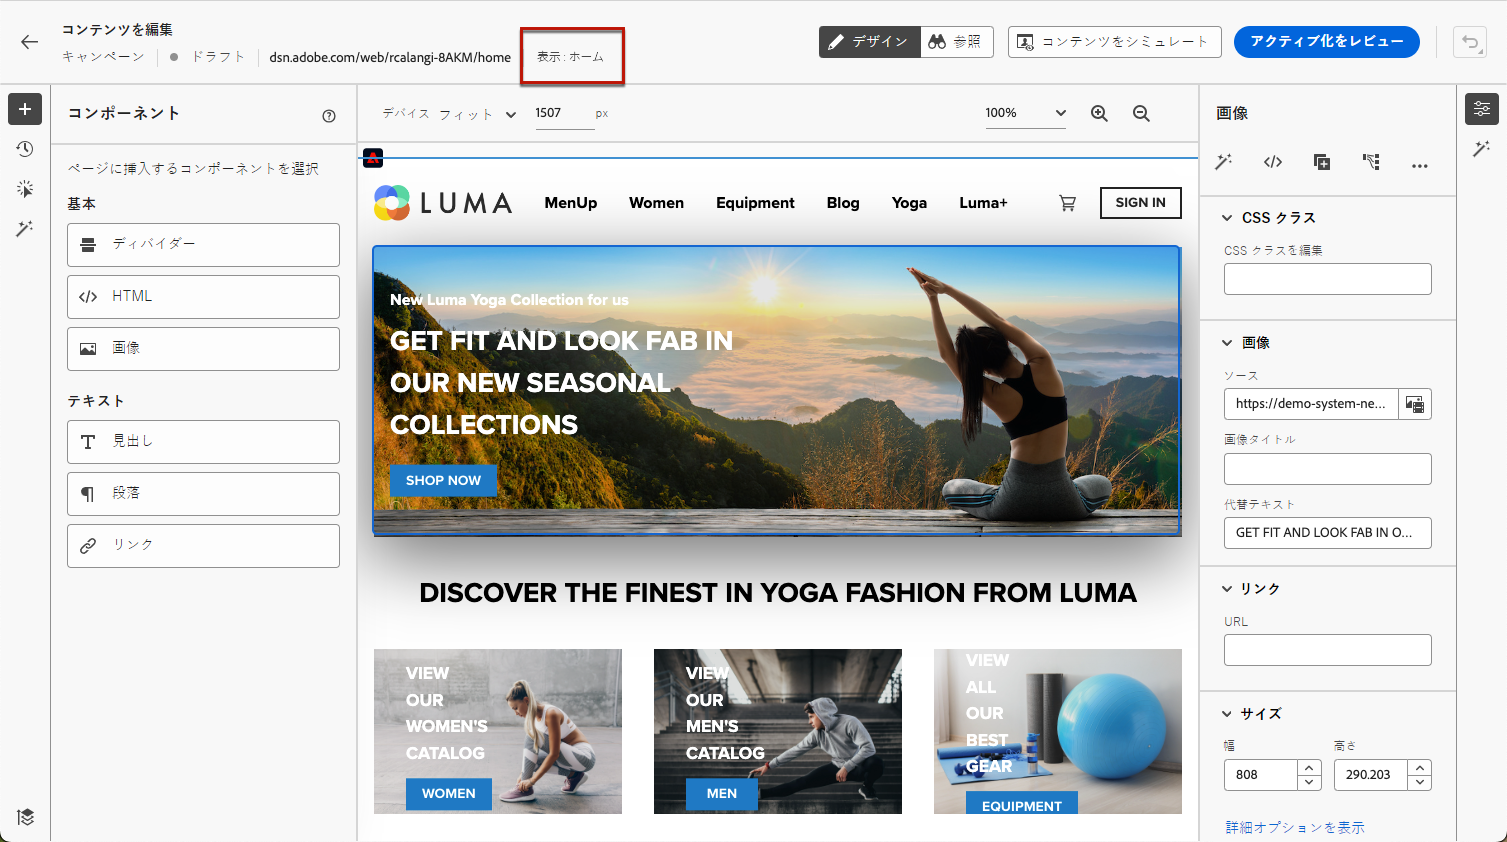 コンテンツを編集
キャンペーン
ドラフト
dsn.adobe.com/web/rcalangi-8AKM/home
表示 : ホーム
デザイン
参照
コンテンツをシミュレート
アクティブ化をレビュー
コンポーネント
ページに挿入するコンポーネントを選択
基本
ディバイダー
HTML
画像
テキスト
見出し
段落
リンク
デバイス
フィット
1507
px
100%
LUMA
MenUp
Women
Equipment
Blog
Yoga
Luma+
SIGN IN
New Luma Yoga Collection for us
GET FIT AND LOOK FAB IN
OUR NEW SEASONAL
COLLECTIONS
SHOP NOW
DISCOVER THE FINEST IN YOGA FASHION FROM LUMA
VIEW
OUR
WOMEN'S
CATALOG
WOMEN
VIEW
OUR
MEN'S
CATALOG
MEN
VIEW
ALL
OUR
BEST
GEAR
EQUIPMENT
画像
CSS クラス
CSS クラスを編集
画像
ソース
https://demo-system-ne...
画像タイトル
代替テキスト
GET FIT AND LOOK FAB IN O...
リンク
URL
サイズ
幅
高さ
808
290.203
詳細オプションを表示